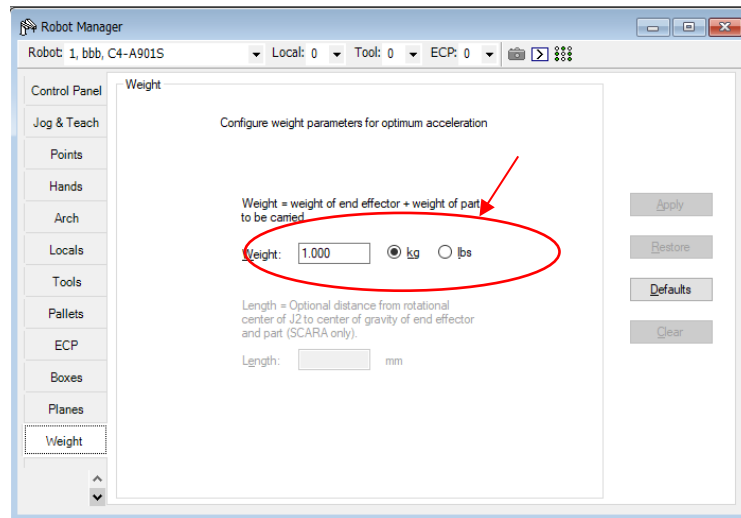 Robot Manager
Robot: 1, bbb, C4-A901S Local: 0 Tool: 0 ECP: 0
Control Panel
Jog & Teach
Points
Hands
Arch
Locals
Tools
Pallets
ECP
Boxes
Planes
Weight
Weight
Configure weight parameters for optimum acceleration
Weight = weight of end effector + weight of part
to be carried
Weight: 1.000 kg lbs
Length = Optional distance from rotational
center of J2 to center of gravity of end effector
and part (SCARA only).
Length: mm
Apply
Restore
Defaults
Clear